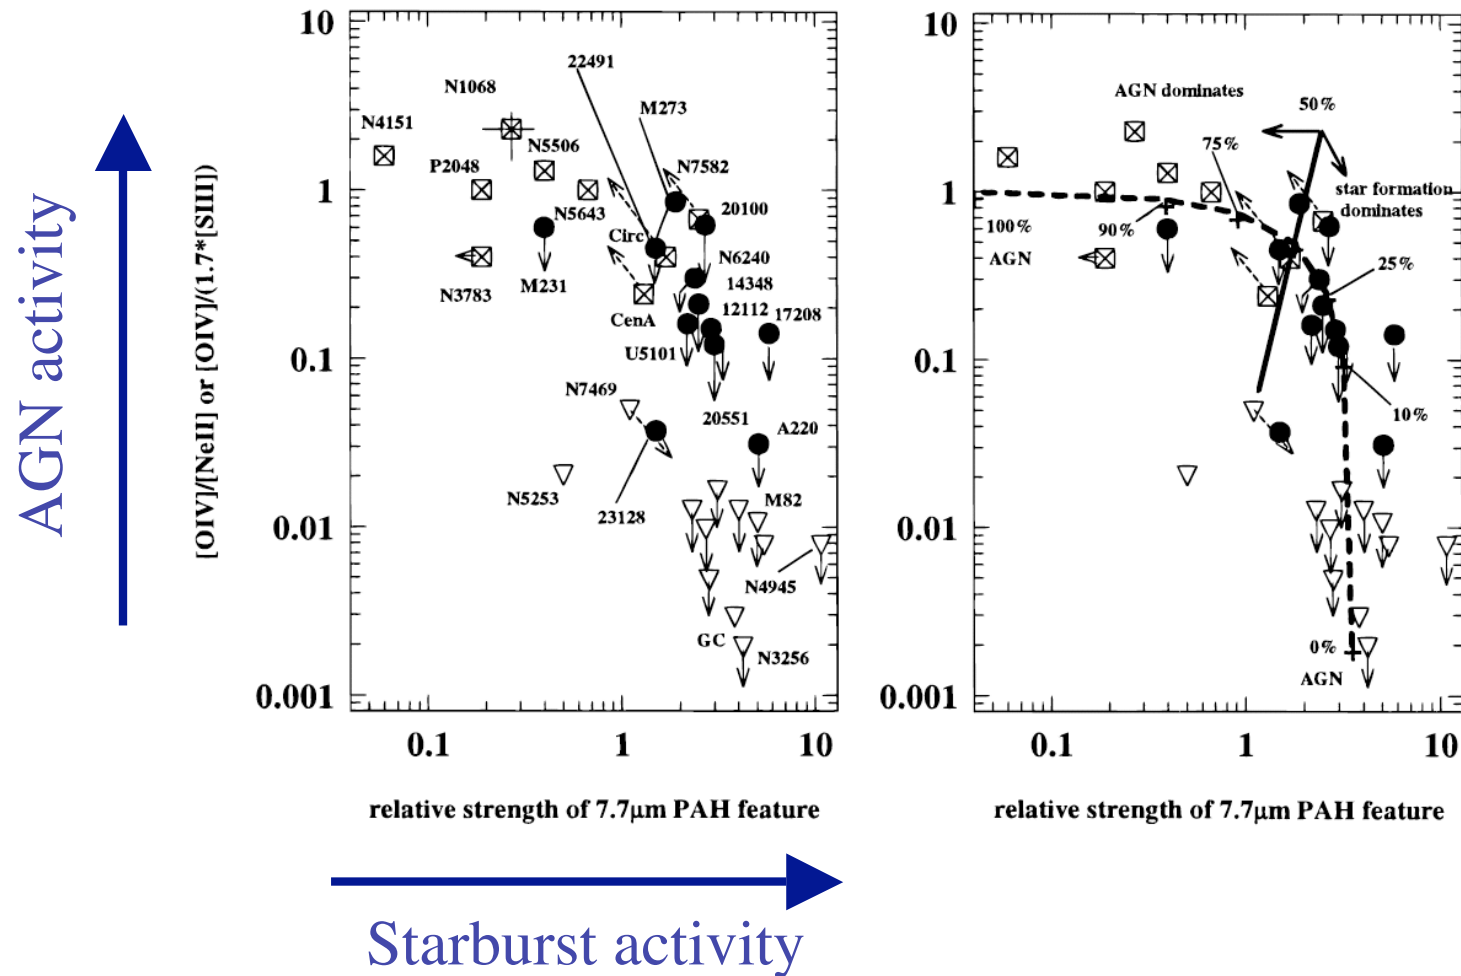 AGN activity
[OIV]/[NeII] or [OIV]/(1.7*[SIII])
10
1
0.1
0.01
0.001
22491
N1068
M273
N4151
N5506
P2048
N7582
N5643
20100
Circ
N6240
M231
14348
N3783
12112
17208
CenA
U5101
N7469
20551
A220
N5253
M82
23128
N4945
GC
N3256
0.1
1
10
relative strength of 7.7μm PAH feature
10
1
0.1
0.01
0.001
AGN dominates
50%
75%
star formation
dominates
100%
90%
AGN
25%
10%
0%
AGN
0.1
1
10
relative strength of 7.7μm PAH feature
Starburst activity